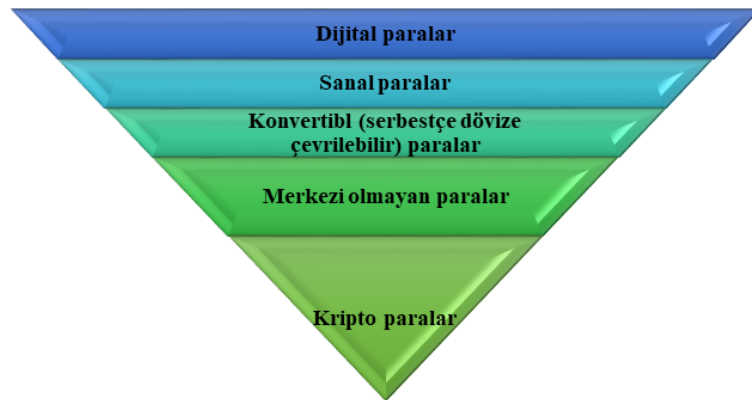 Dijital paralar
Sanal paralar
Konvertibl (serbestçe dövize
çevrilebilir) paralar
Merkezi olmayan paralar
Kripto paralar